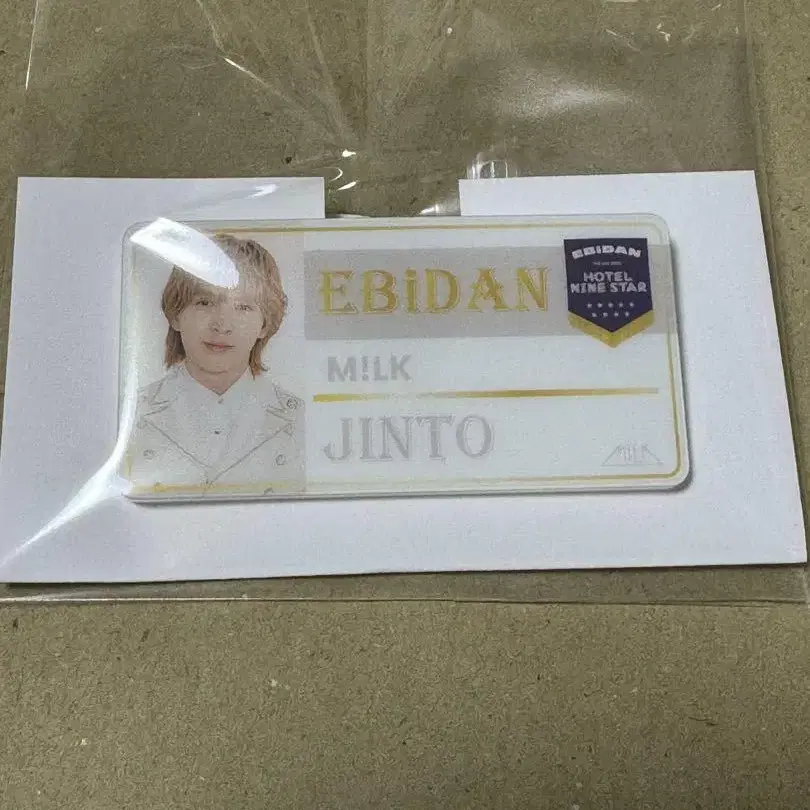 EBiDAN
M!LK
JINTO
EBiDAN
HOTEL
NINE STAR
M!LK